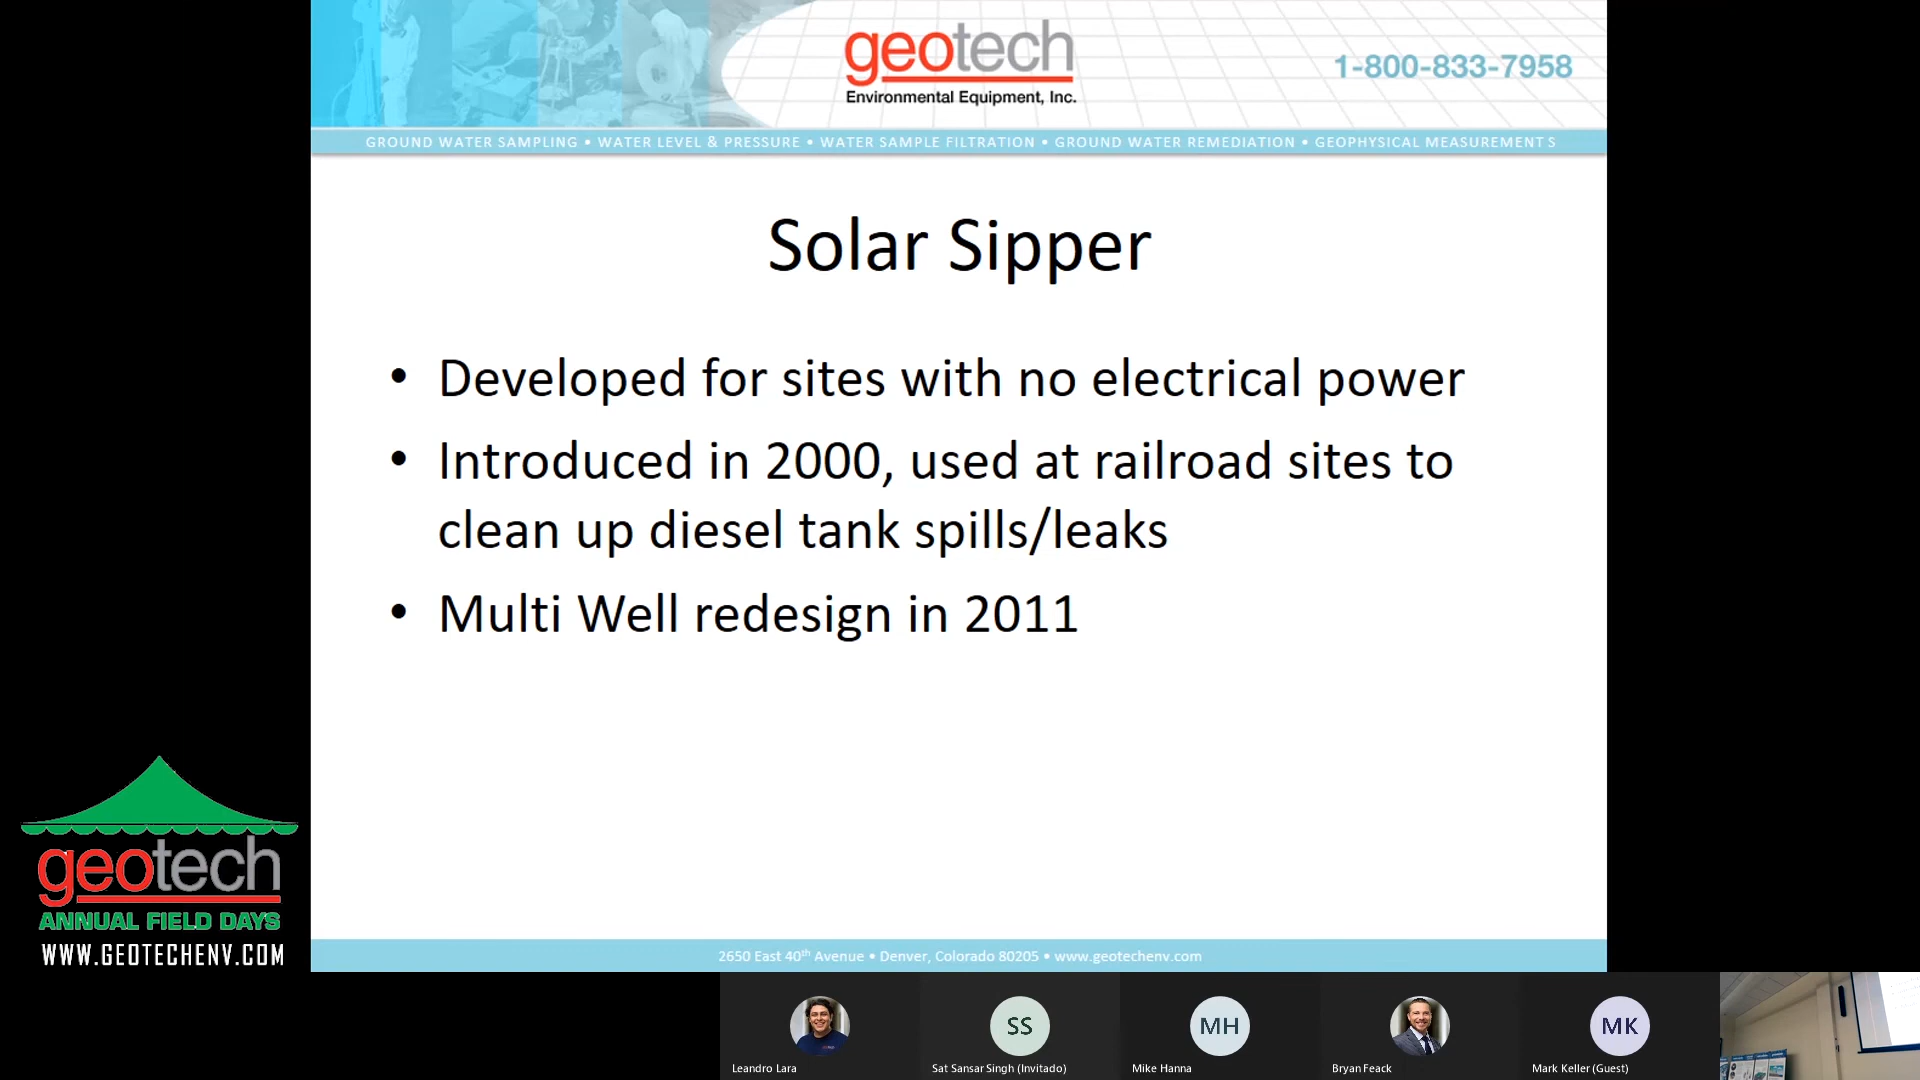 geotech
Environmental Equipment, Inc.
1-800-833-7958
GROUND WATER SAMPLING • WATER LEVEL & PRESSURE • WATER SAMPLE FILTRATION • GROUND WATER REMEDIATION • GEOPHYSICAL MEASUREMENTS
Solar Sipper
• Developed for sites with no electrical power
• Introduced in 2000, used at railroad sites to
clean up diesel tank spills/leaks
• Multi Well redesign in 2011
geotech
ANNUAL FIELD DAYS
WWW.GEOTECHENV.COM
2650 East 40th Avenue • Denver, Colorado 80205 • www.geotechenv.com
SS
MH
MK
Leandro Lara
Sat Sansar Singh (Invitado)
Mike Hanna
Bryan Feack
Mark Keller (Guest)